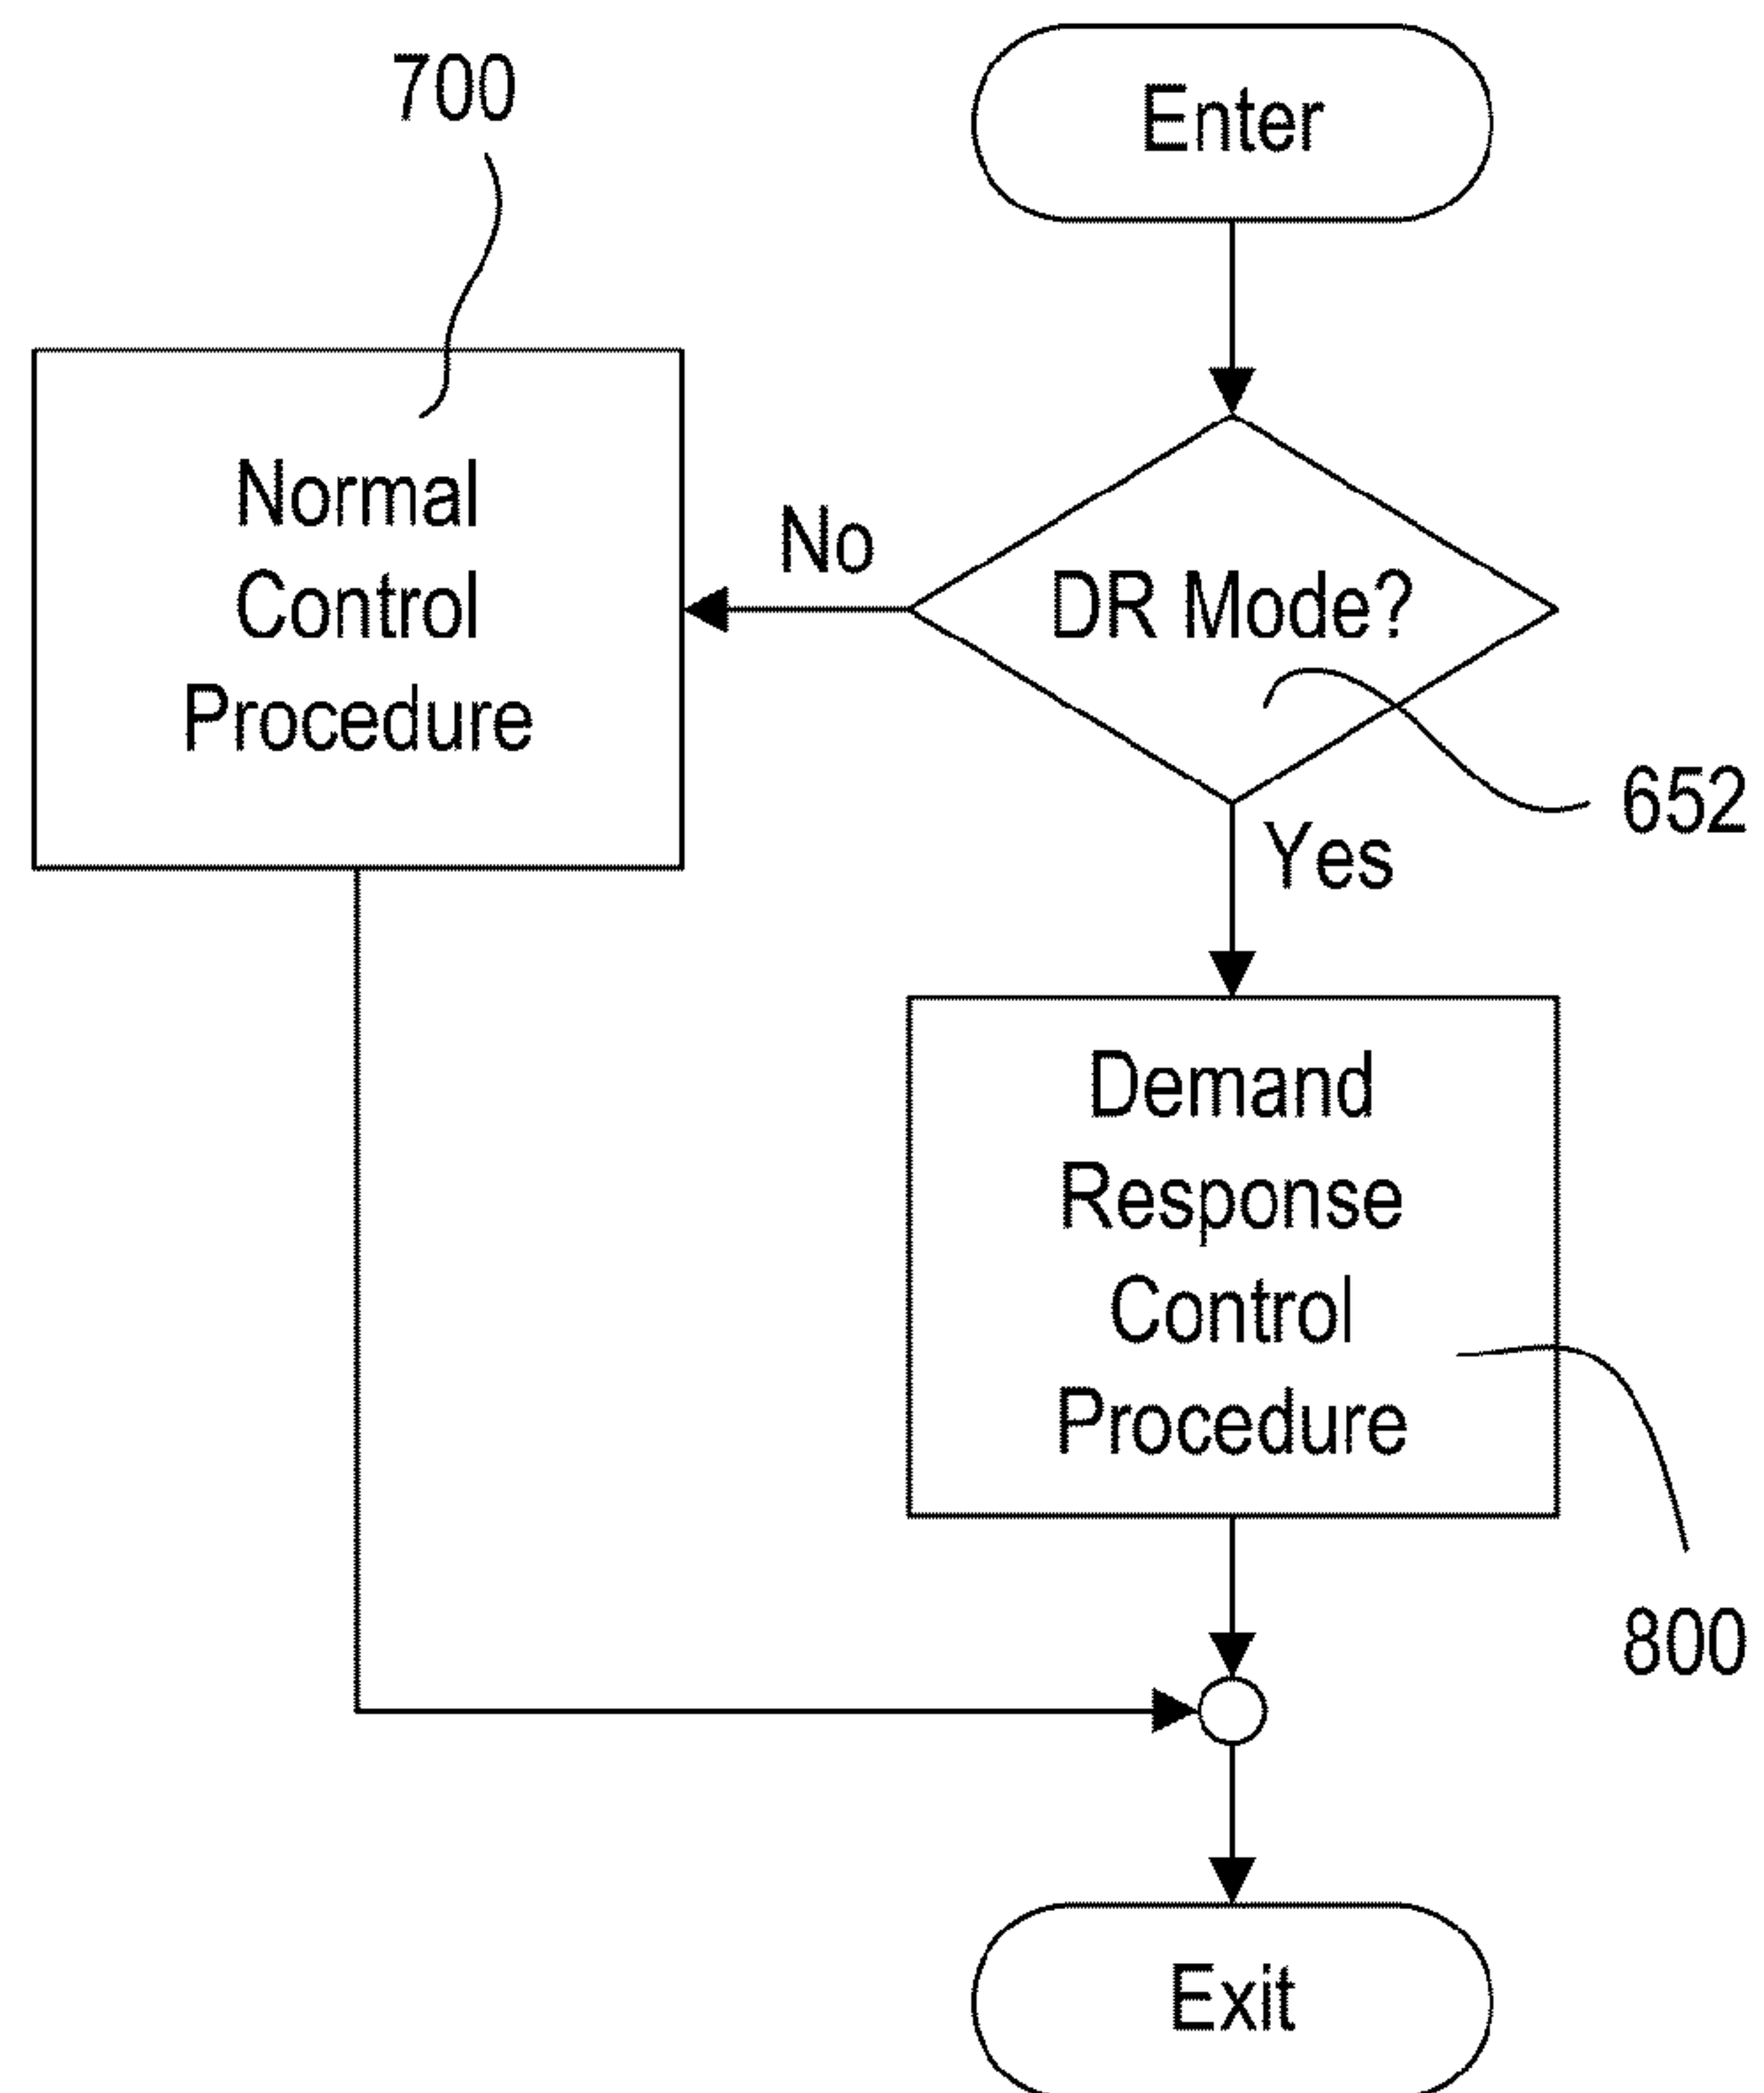 700
Enter
Normal
Control
Procedure
No
DR Mode?
652
Yes
Demand
Response
Control
Procedure
800
Exit